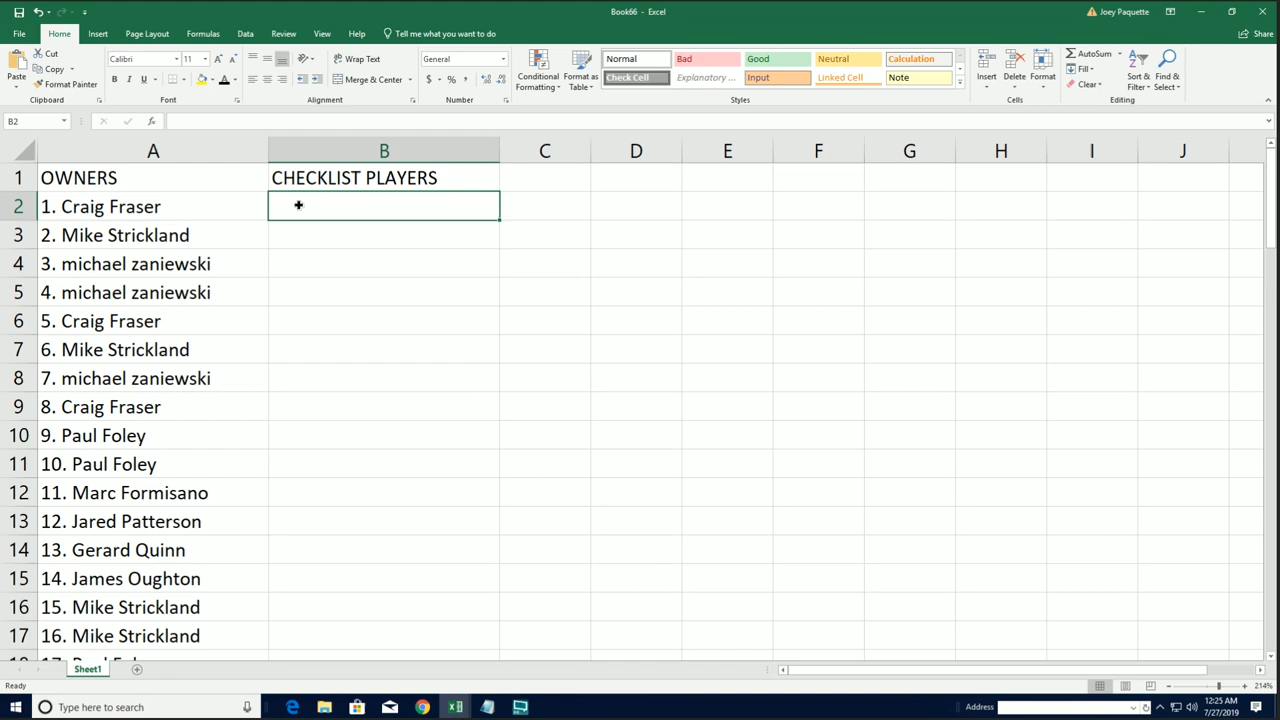 Book66 - Excel
Joey Paquette
File Home Insert Page Layout Formulas Data Review View Help Tell me what you want to do Share
Paste
Cut
Copy
Format Painter
Clipboard
Calibri 11
B I U
Font
Wrap Text
Merge & Center
Alignment
General
$ % ,
Number
Conditional Formatting
Format as Table
Normal Bad Good Neutral Calculation
Check Cell Explanatory ... Input Linked Cell Note
Styles
Insert Delete Format
Cells
AutoSum
Fill
Clear
Sort & Filter
Find & Select
Editing
B2 fx
A B C D E F G H I J
1 OWNERS CHECKLIST PLAYERS
2 1. Craig Fraser
3 2. Mike Strickland
4 3. michael zaniewski
5 4. michael zaniewski
6 5. Craig Fraser
7 6. Mike Strickland
8 7. michael zaniewski
9 8. Craig Fraser
10 9. Paul Foley
11 10. Paul Foley
12 11. Marc Formisano
13 12. Jared Patterson
14 13. Gerard Quinn
15 14. James Oughton
16 15. Mike Strickland
17 16. Mike Strickland
Sheet1
Ready 214%
Type here to search Address 12:25 AM
7/27/2019